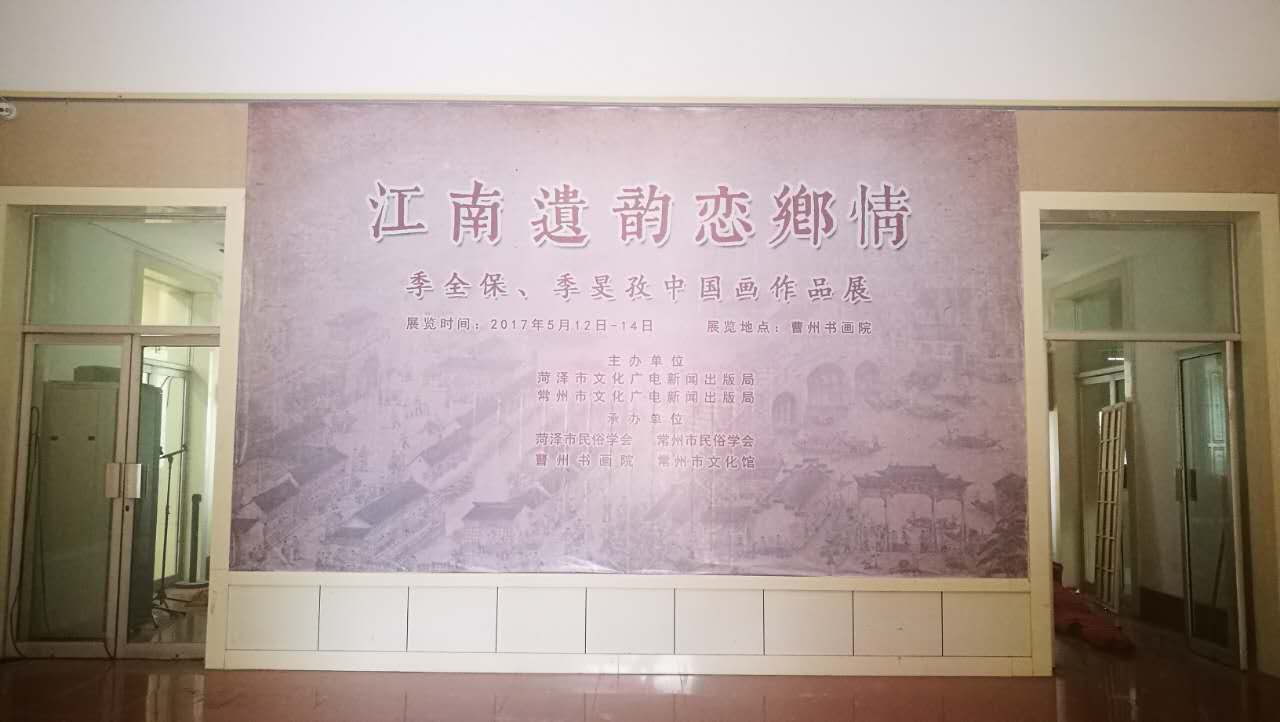 江南遺韵恋鄉情
季全保、季旻孜中国画作品展
展览时间：2017年5月12日-14日 展览地点：曹州书画院
主办单位
菏泽市文化广电新闻出版局
常州市文化广电新闻出版局
承办单位
菏泽市民俗学会 常州市民俗学会
曹州书画院 常州市文化馆